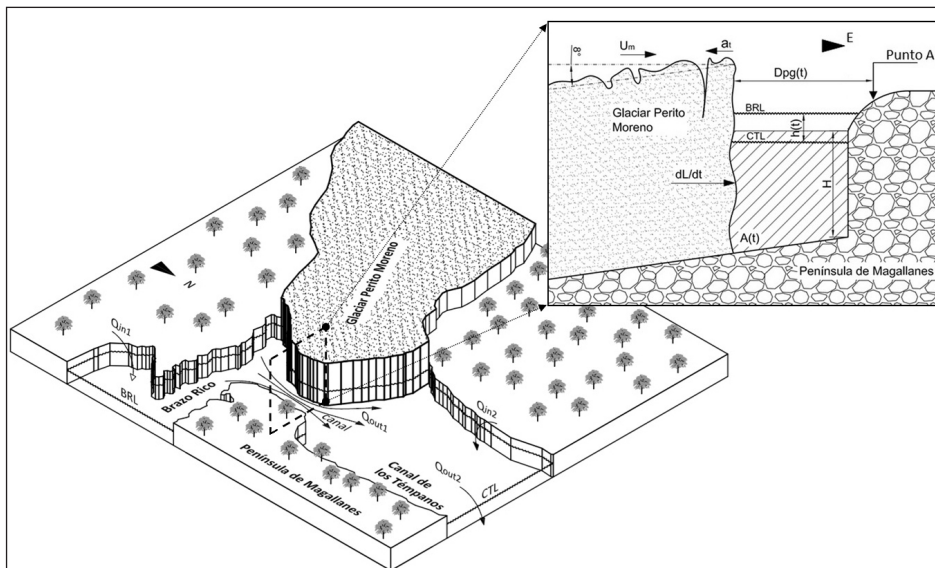 Uₘ
aₜ
E
8°
Dpg(t)
Punto A
Glaciar Perito
Moreno
BRL
h(t)
CTL
dL/dt
H
A(t)
Península de Magallanes
Glaciar Perito Moreno
N
Qin1
BRL
Brazo Rico
canal
Qout1
Qin2
Península de Magallanes
Canal de
los Témpanos
Qout2
CTL